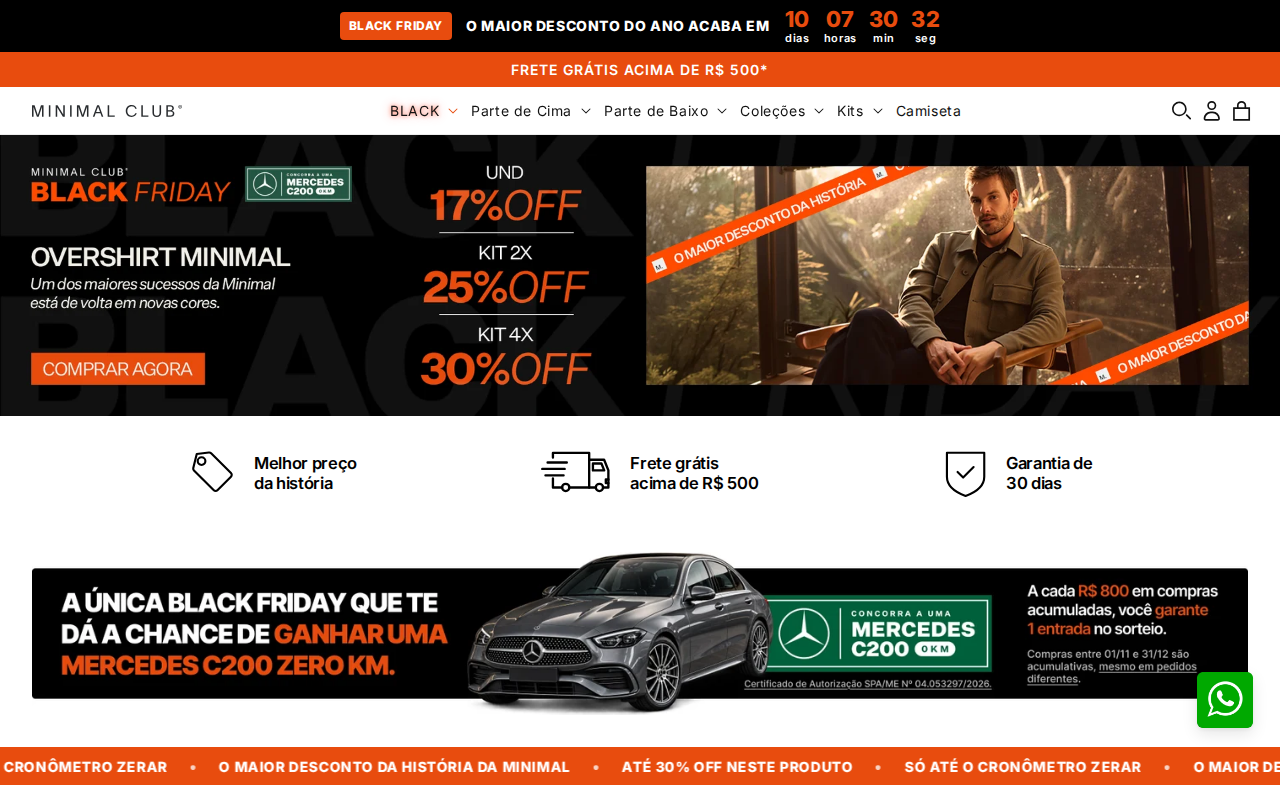 BLACK FRIDAY
O MAIOR DESCONTO DO ANO ACABA EM
10 07 30 32
dias horas min seg
FRETE GRÁTIS ACIMA DE R$ 500*
MINIMAL CLUB®
BLACK
Parte de Cima
Parte de Baixo
Coleções
Kits
Camiseta
MINIMAL CLUB®
BLACK FRIDAY
CONCORRA A UMA
MERCEDES
C200 0KM
OVERSHIRT MINIMAL
Um dos maiores sucessos da Minimal
está de volta em novas cores.
COMPRAR AGORA
UND
17%OFF
KIT 2X
25%OFF
KIT 4X
30%OFF
M. O MAIOR DESCONTO DA HISTÓRIA M.
M. O MAIOR DESCONTO DA
BLACK FRIDAY
BLACK FRIDAY
Melhor preço
da história
Frete grátis
acima de R$ 500
Garantia de
30 dias
A ÚNICA BLACK FRIDAY QUE TE
DÁ A CHANCE DE GANHAR UMA
MERCEDES C200 ZERO KM.
CONCORRA A UMA
MERCEDES
C200 0KM
Certificado de Autorização SPA/ME Nº 04.053297/2026.
A cada R$ 800 em compras
acumuladas, você garante
1 entrada no sorteio.
Compras entre 01/11 e 31/12 são
acumulativas, mesmo em pedidos
diferentes.
CRONÔMETRO ZERAR • O MAIOR DESCONTO DA HISTÓRIA DA MINIMAL • ATÉ 30% OFF NESTE PRODUTO • SÓ ATÉ O CRONÔMETRO ZERAR • O MAIOR DE